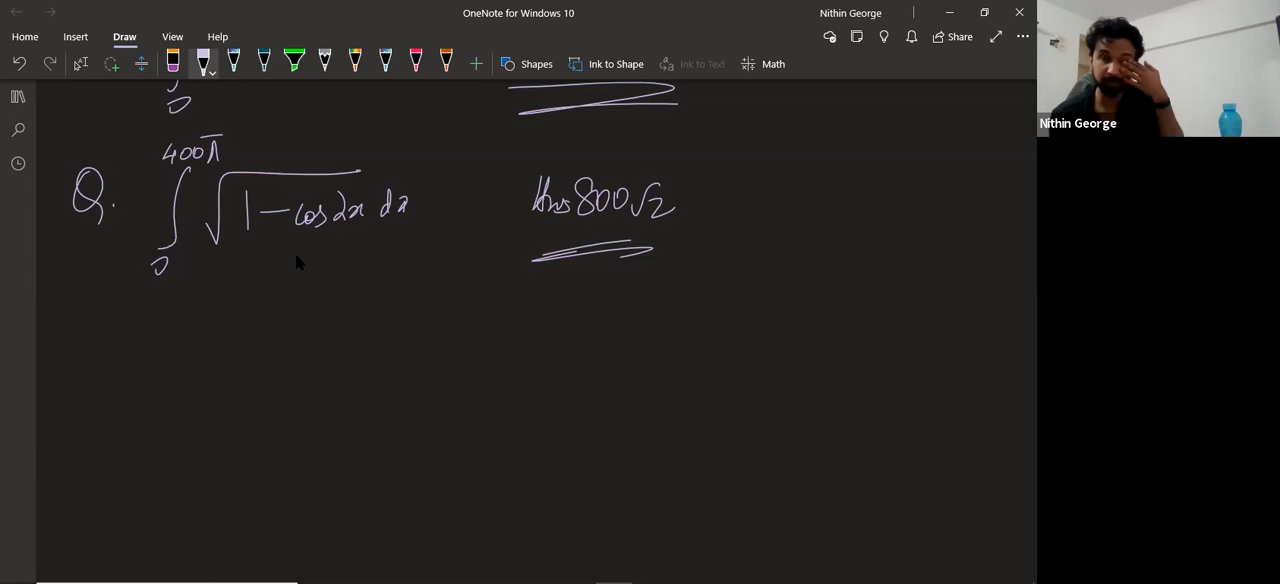 OneNote for Windows 10
Nithin George
Home Insert Draw View Help
Share
Shapes Ink to Shape Ink to Text Math
Nithin George
0
400π
Q. ∫ √1 - cos2x dx Ans 800√2
0